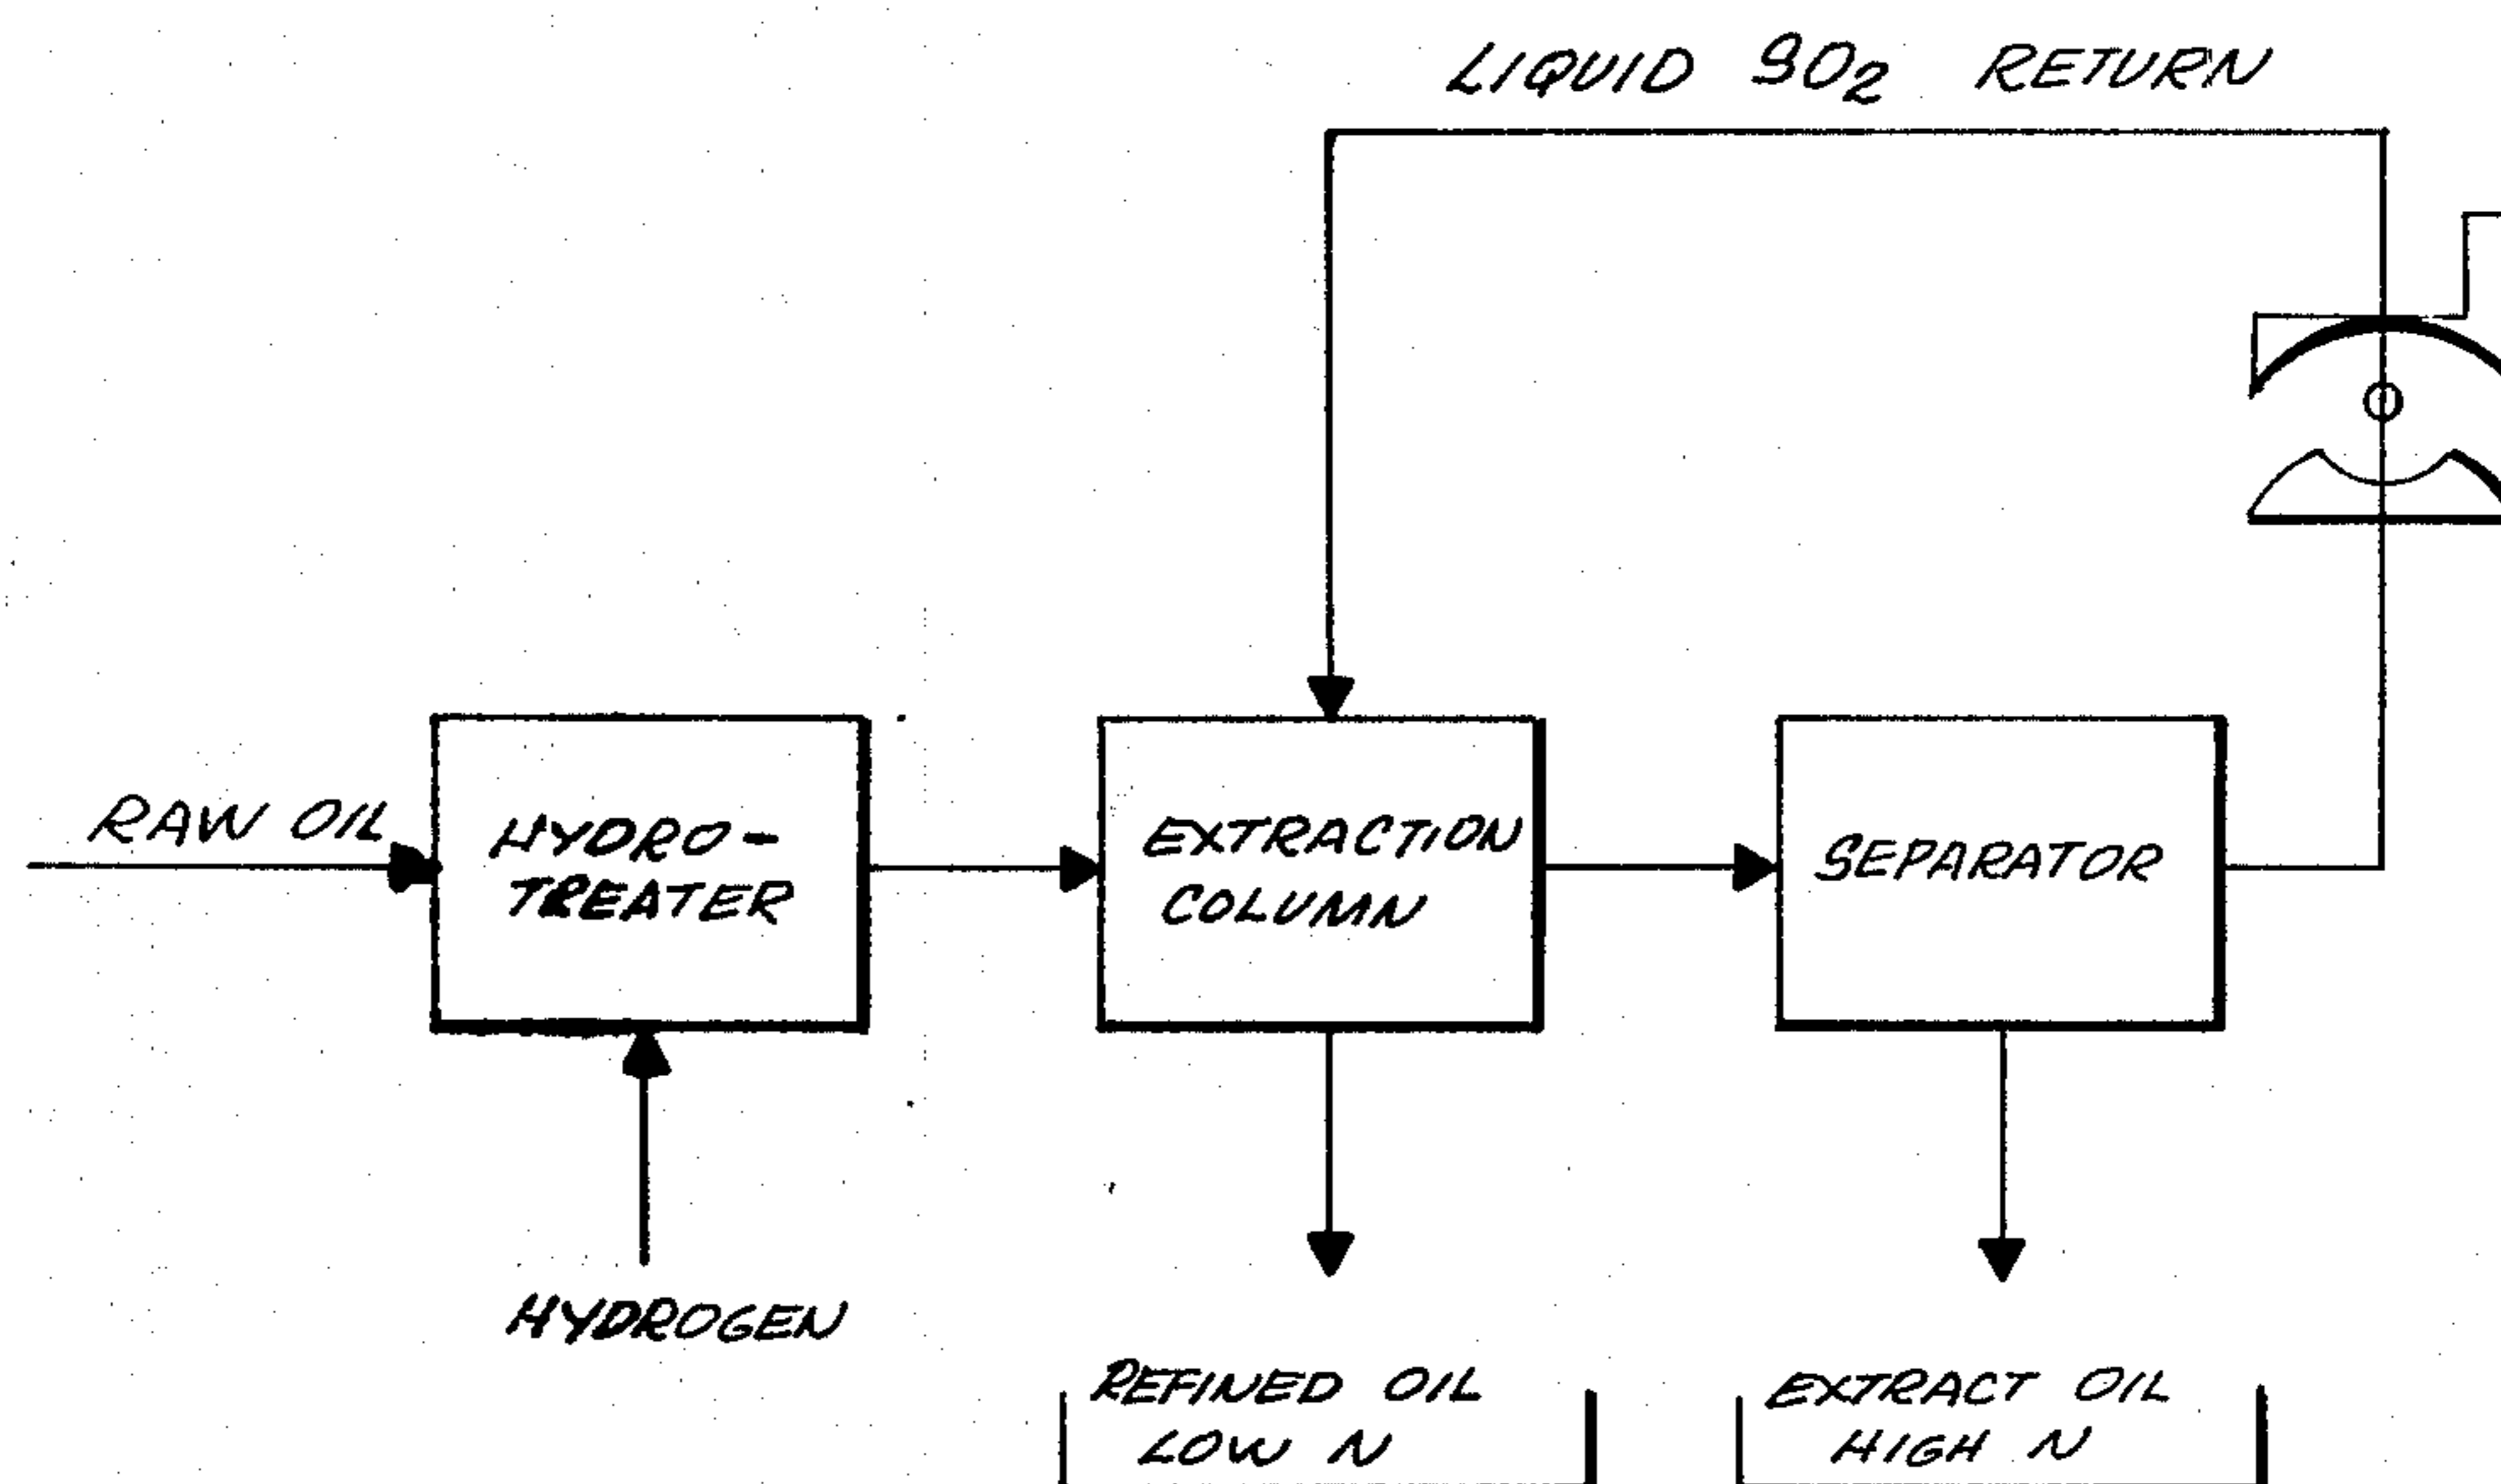 LIQUID SO2 RETURN
RAW OIL
HYDRO-
TREATER
EXTRACTION
COLUMN
SEPARATOR
HYDROGEN
REFINED OIL
LOW N
EXTRACT OIL
HIGH N